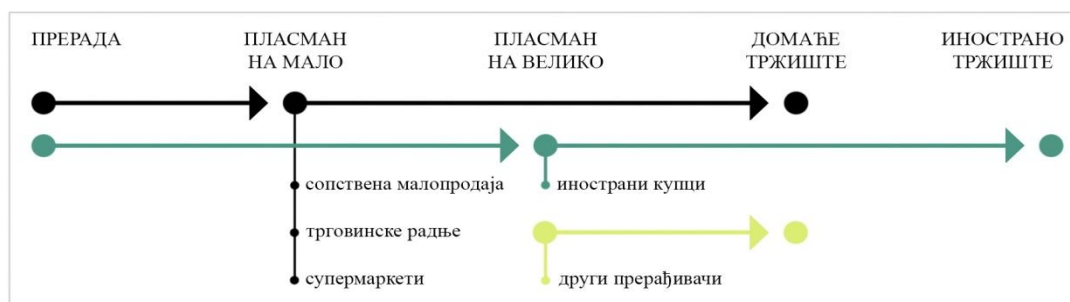 ПРЕРАДА
ПЛАСМАН
НА МАЛО
ПЛАСМАН
НА ВЕЛИКО
ДОМАЋЕ
ТРЖИШТЕ
ИНОСТРАНО
ТРЖИШТЕ
сопствена малопродаја
инострани купци
трговинске радње
супермаркети
други прерађивачи